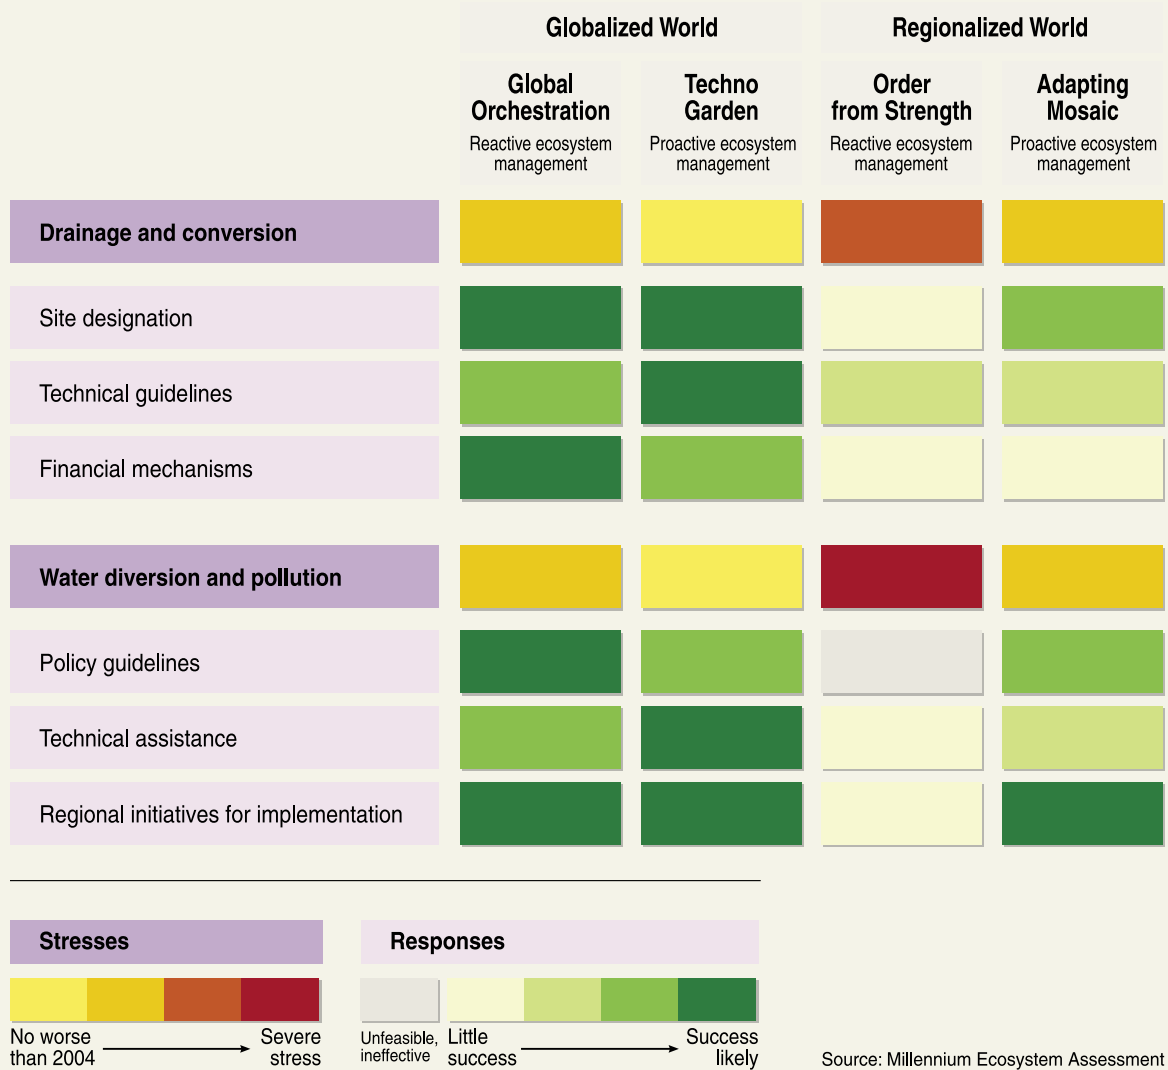 Globalized World
Regionalized World
Global
Orchestration
Reactive ecosystem
management
Techno
Garden
Proactive ecosystem
management
Order
from Strength
Reactive ecosystem
management
Adapting
Mosaic
Proactive ecosystem
management
Drainage and conversion
Site designation
Technical guidelines
Financial mechanisms
Water diversion and pollution
Policy guidelines
Technical assistance
Regional initiatives for implementation
Stresses
No worse
than 2004
Severe
stress
Responses
Unfeasible,
ineffective
Little
success
Success
likely
Source: Millennium Ecosystem Assessment